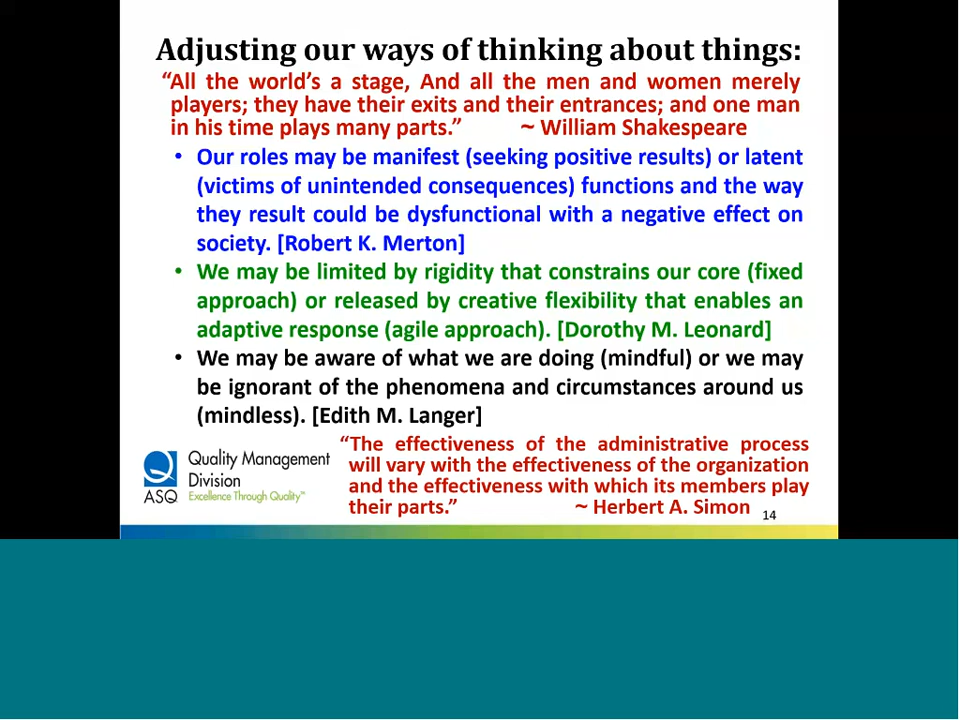 Adjusting our ways of thinking about things:
“All the world’s a stage, And all the men and women merely
players; they have their exits and their entrances; and one man
in his time plays many parts.” ~ William Shakespeare
• Our roles may be manifest (seeking positive results) or latent
(victims of unintended consequences) functions and the way
they result could be dysfunctional with a negative effect on
society. [Robert K. Merton]
• We may be limited by rigidity that constrains our core (fixed
approach) or released by creative flexibility that enables an
adaptive response (agile approach). [Dorothy M. Leonard]
• We may be aware of what we are doing (mindful) or we may
be ignorant of the phenomena and circumstances around us
(mindless). [Edith M. Langer]
“The effectiveness of the administrative process
will vary with the effectiveness of the organization
and the effectiveness with which its members play
their parts.” ~ Herbert A. Simon
Quality Management
Division
Excellence Through Quality™
ASQ
14